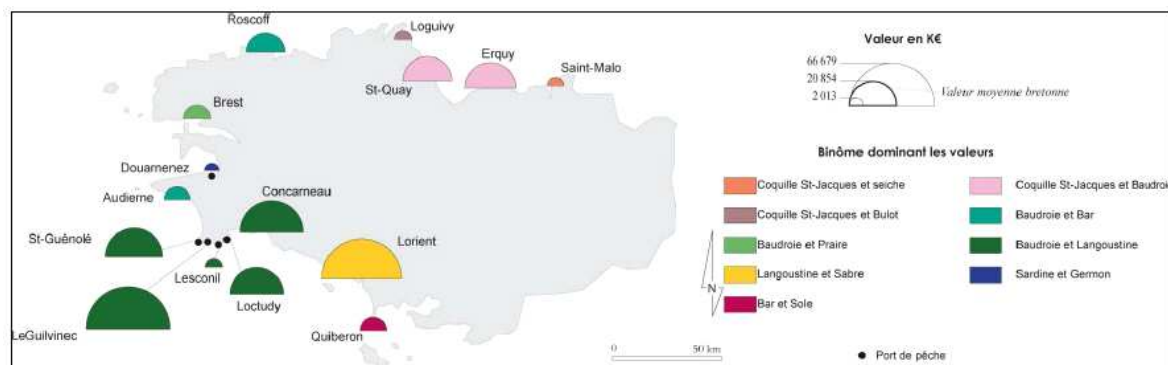 Roscoff
Loguivy
Erquy
Saint-Malo
St-Quay
Brest
Douarnenez
Audierne
Concarneau
St-Guênolé
Lorient
Lesconil
Loctudy
LeGuilvinec
Quiberon
Valeur en K€
66 679
20 854
2 013
Valeur moyenne bretonne
Binôme dominant les valeurs
Coquille St-Jacques et seiche
Coquille St-Jacques et Baudroi
Coquille St-Jacques et Bulot
Baudroie et Bar
Baudroie et Praire
Baudroie et Langoustine
Langoustine et Sabre
Sardine et Germon
Bar et Sole
N
0 50 km
Port de pêche